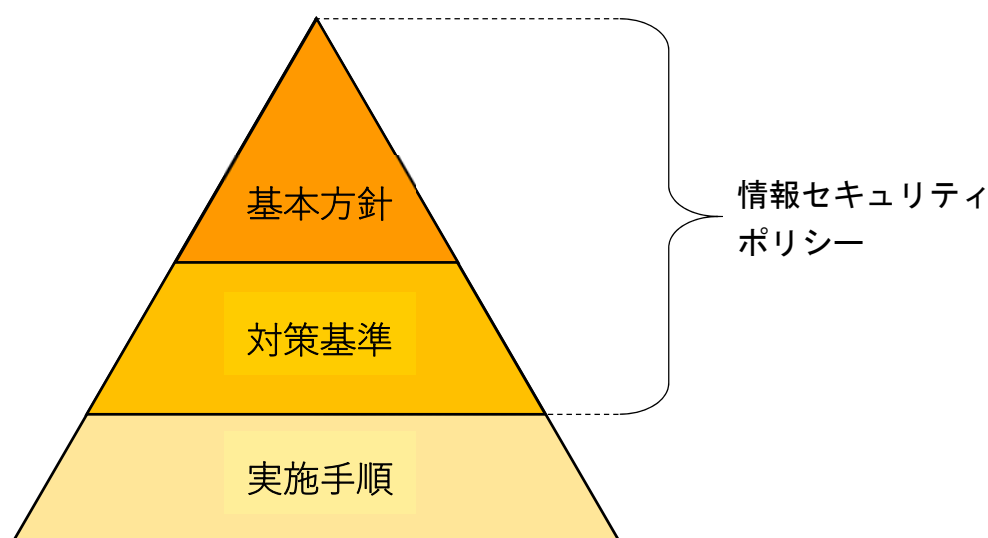 基本方針
対策基準
実施手順
情報セキュリティ
ポリシー